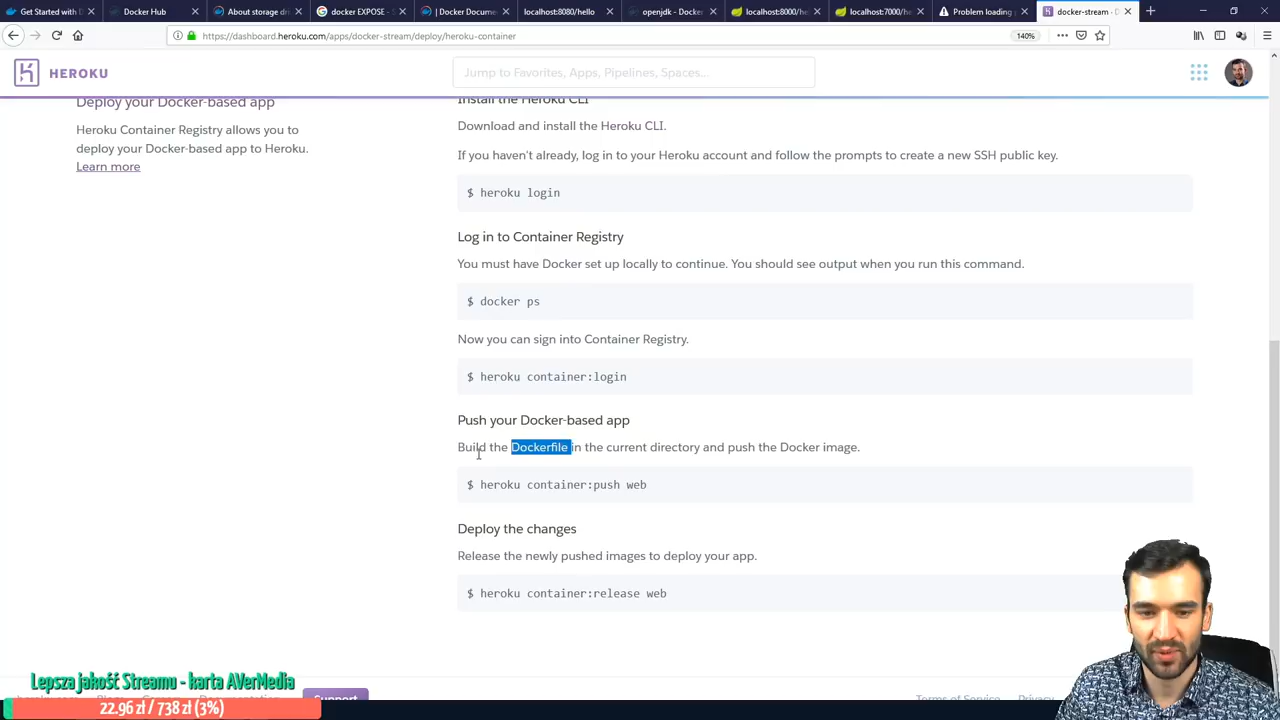 Get Started with D
Docker Hub
About storage dri
docker EXPOSE - S
| Docker Docume
localhost:8080/hello
openjdk - Docker
localhost:8000/he
localhost:7000/he
Problem loading p
docker-stream · D
https://dashboard.heroku.com/apps/docker-stream/deploy/heroku-container
140%
HEROKU
Jump to Favorites, Apps, Pipelines, Spaces...
Deploy your Docker-based app
Heroku Container Registry allows you to
deploy your Docker-based app to Heroku.
Learn more
Install the Heroku CLI
Download and install the Heroku CLI.
If you haven't already, log in to your Heroku account and follow the prompts to create a new SSH public key.
$ heroku login
Log in to Container Registry
You must have Docker set up locally to continue. You should see output when you run this command.
$ docker ps
Now you can sign into Container Registry.
$ heroku container:login
Push your Docker-based app
Build the Dockerfile in the current directory and push the Docker image.
$ heroku container:push web
Deploy the changes
Release the newly pushed images to deploy your app.
$ heroku container:release web
Lepsza jakość Streamu - karta AVerMedia
22.96 zł / 738 zł (3%)
Support
Terms of Service
Privacy